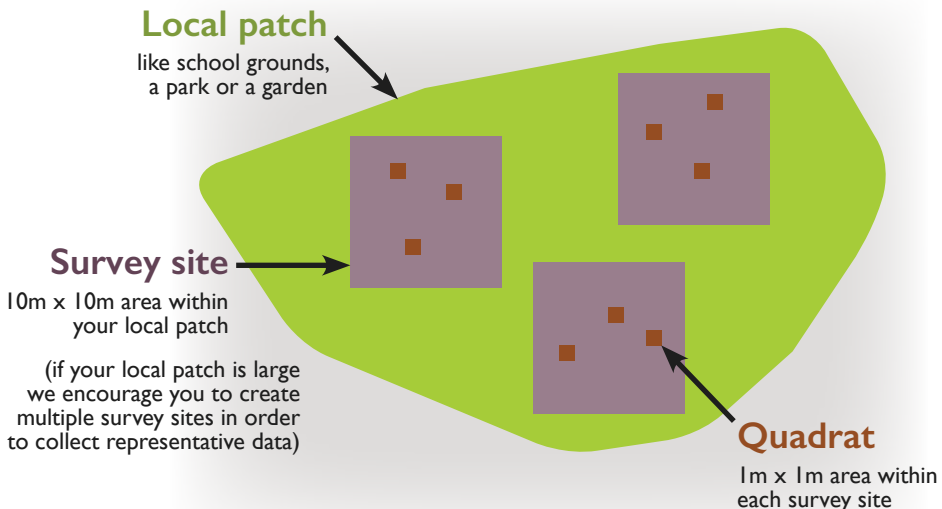 Local patch
like school grounds,
a park or a garden
Survey site
10m x 10m area within
your local patch
(if your local patch is large
we encourage you to create
multiple survey sites in order
to collect representative data)
Quadrat
1m x 1m area within
each survey site